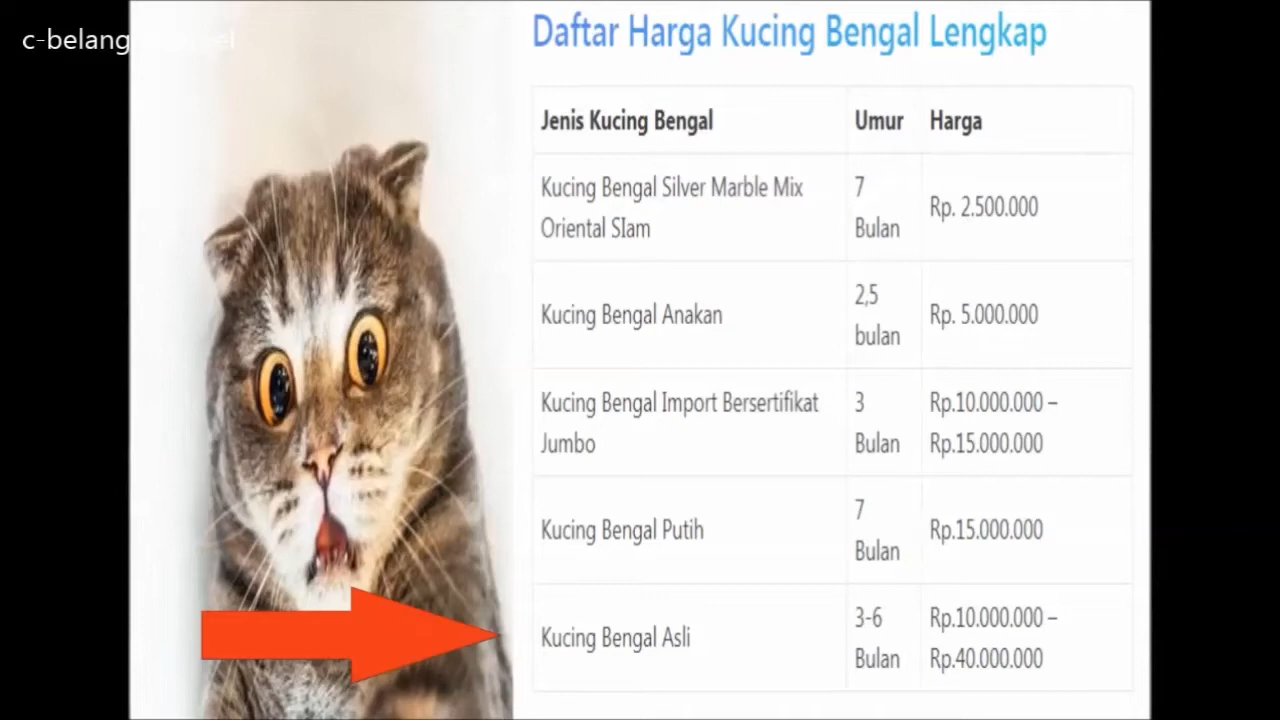 c-belang
Daftar Harga Kucing Bengal Lengkap
Jenis Kucing Bengal Umur Harga
Kucing Bengal Silver Marble Mix
Oriental SIam
7
Bulan
Rp. 2.500.000
Kucing Bengal Anakan
2,5
bulan
Rp. 5.000.000
Kucing Bengal Import Bersertifikat
Jumbo
3
Bulan
Rp.10.000.000 –
Rp.15.000.000
Kucing Bengal Putih
7
Bulan
Rp.15.000.000
Kucing Bengal Asli
3-6
Bulan
Rp.10.000.000 –
Rp.40.000.000